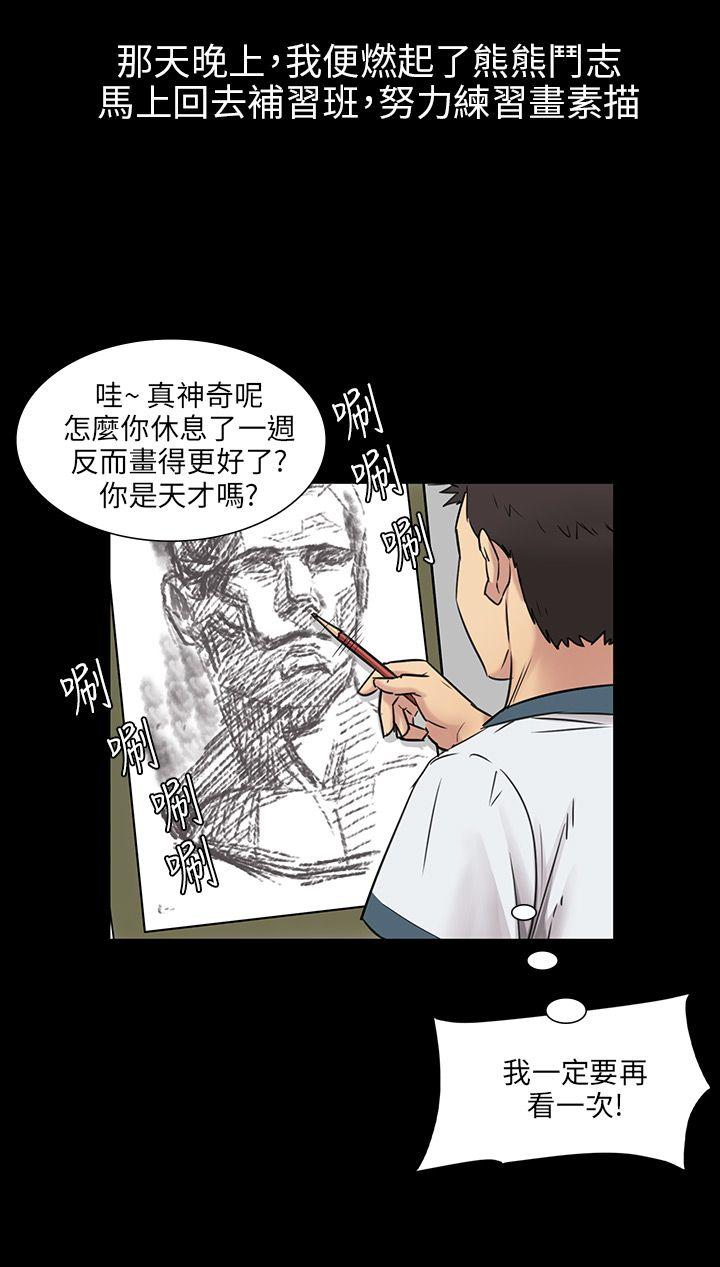 那天晚上，我便燃起了熊熊鬥志
馬上回去補習班，努力練習畫素描
哇~ 真神奇呢
怎麼你休息了一週
反而畫得更好了?
你是天才嗎?
唰
唰
唰
唰
唰
唰
唰
我一定要再
看一次!